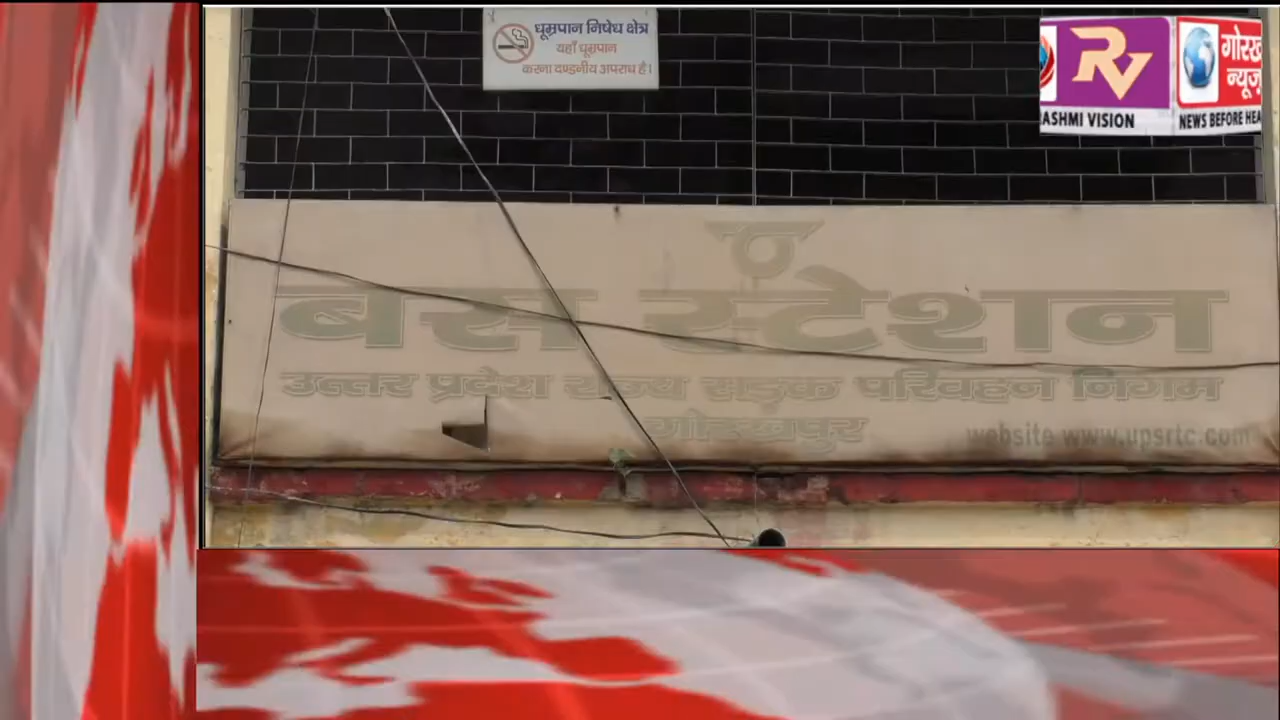 धूम्रपान निषेध क्षेत्र
यहाँ धूम्रपान
करना दण्डनीय अपराध है।
RV
ASHMI VISION
गोरख
न्यूज़
NEWS BEFORE HEA
बस स्टेशन
उत्तर प्रदेश राज्य सड़क परिवहन निगम
गोरखपुर
website www.upsrtc.com